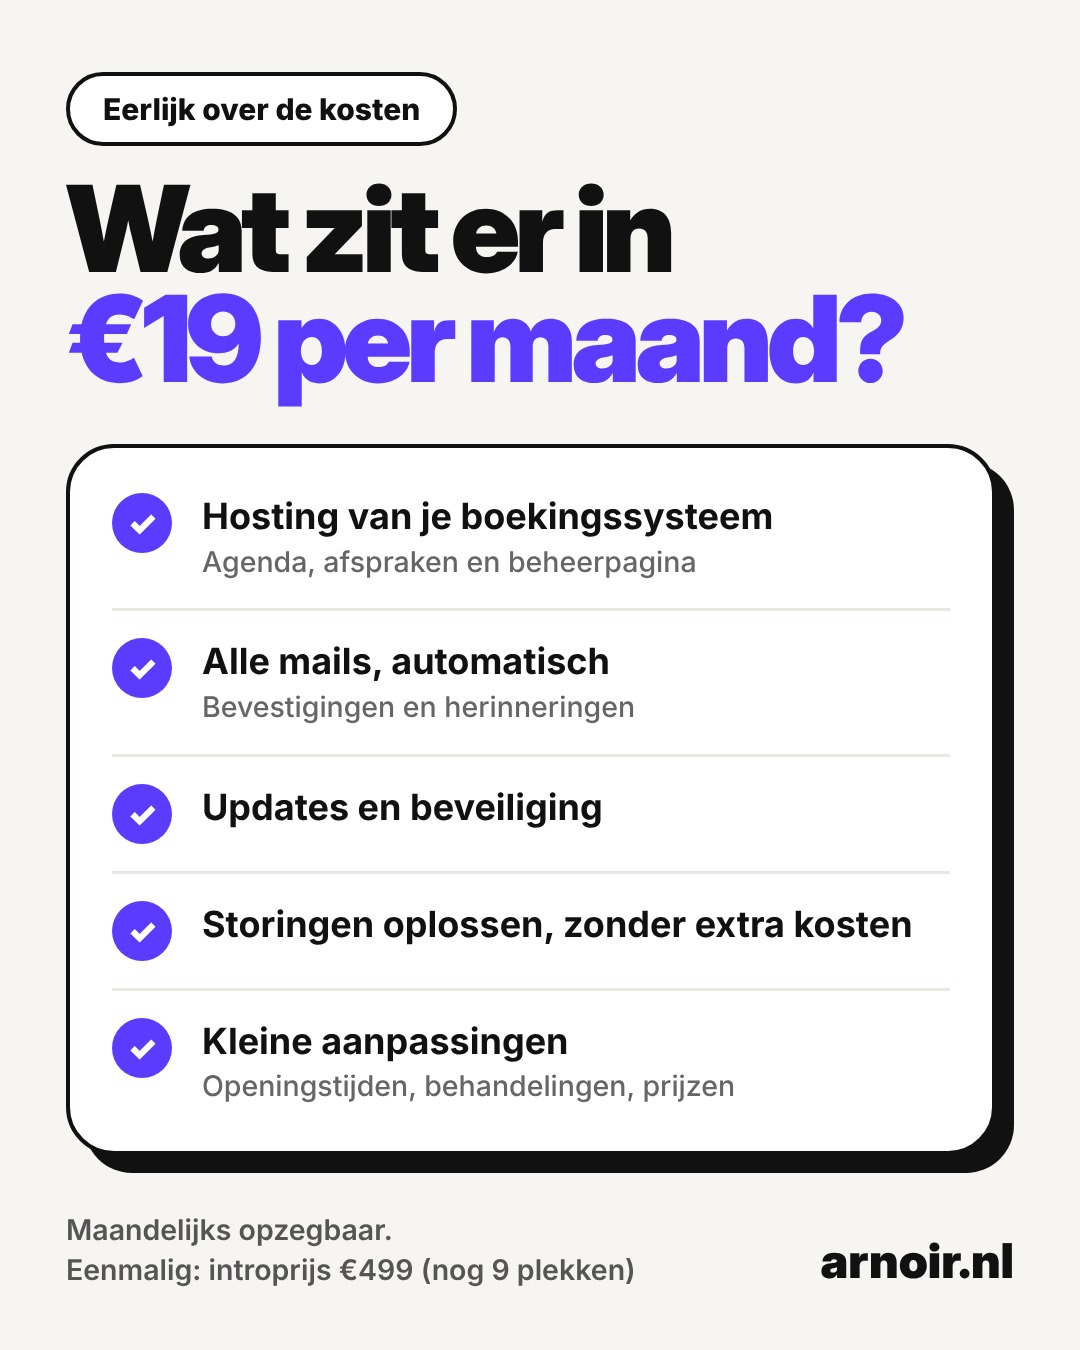 Eerlijk over de kosten
Wat zit er in
€19 per maand?
Hosting van je boekingssysteem
Agenda, afspraken en beheerpagina
Alle mails, automatisch
Bevestigingen en herinneringen
Updates en beveiliging
Storingen oplossen, zonder extra kosten
Kleine aanpassingen
Openingstijden, behandelingen, prijzen
Maandelijks opzegbaar.
Eenmalig: introprijs €499 (nog 9 plekken)
arnoir.nl